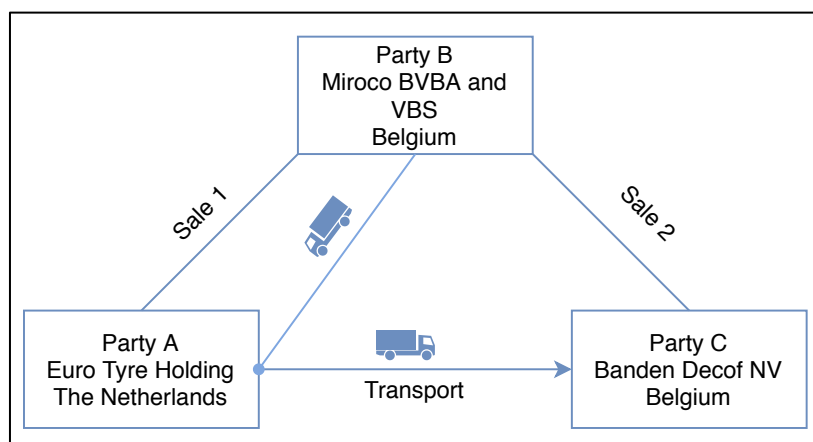 Party B
Miroco BVBA and
VBS
Belgium
Sale 1
Sale 2
Party A
Euro Tyre Holding
The Netherlands
Transport
Party C
Banden Decof NV
Belgium